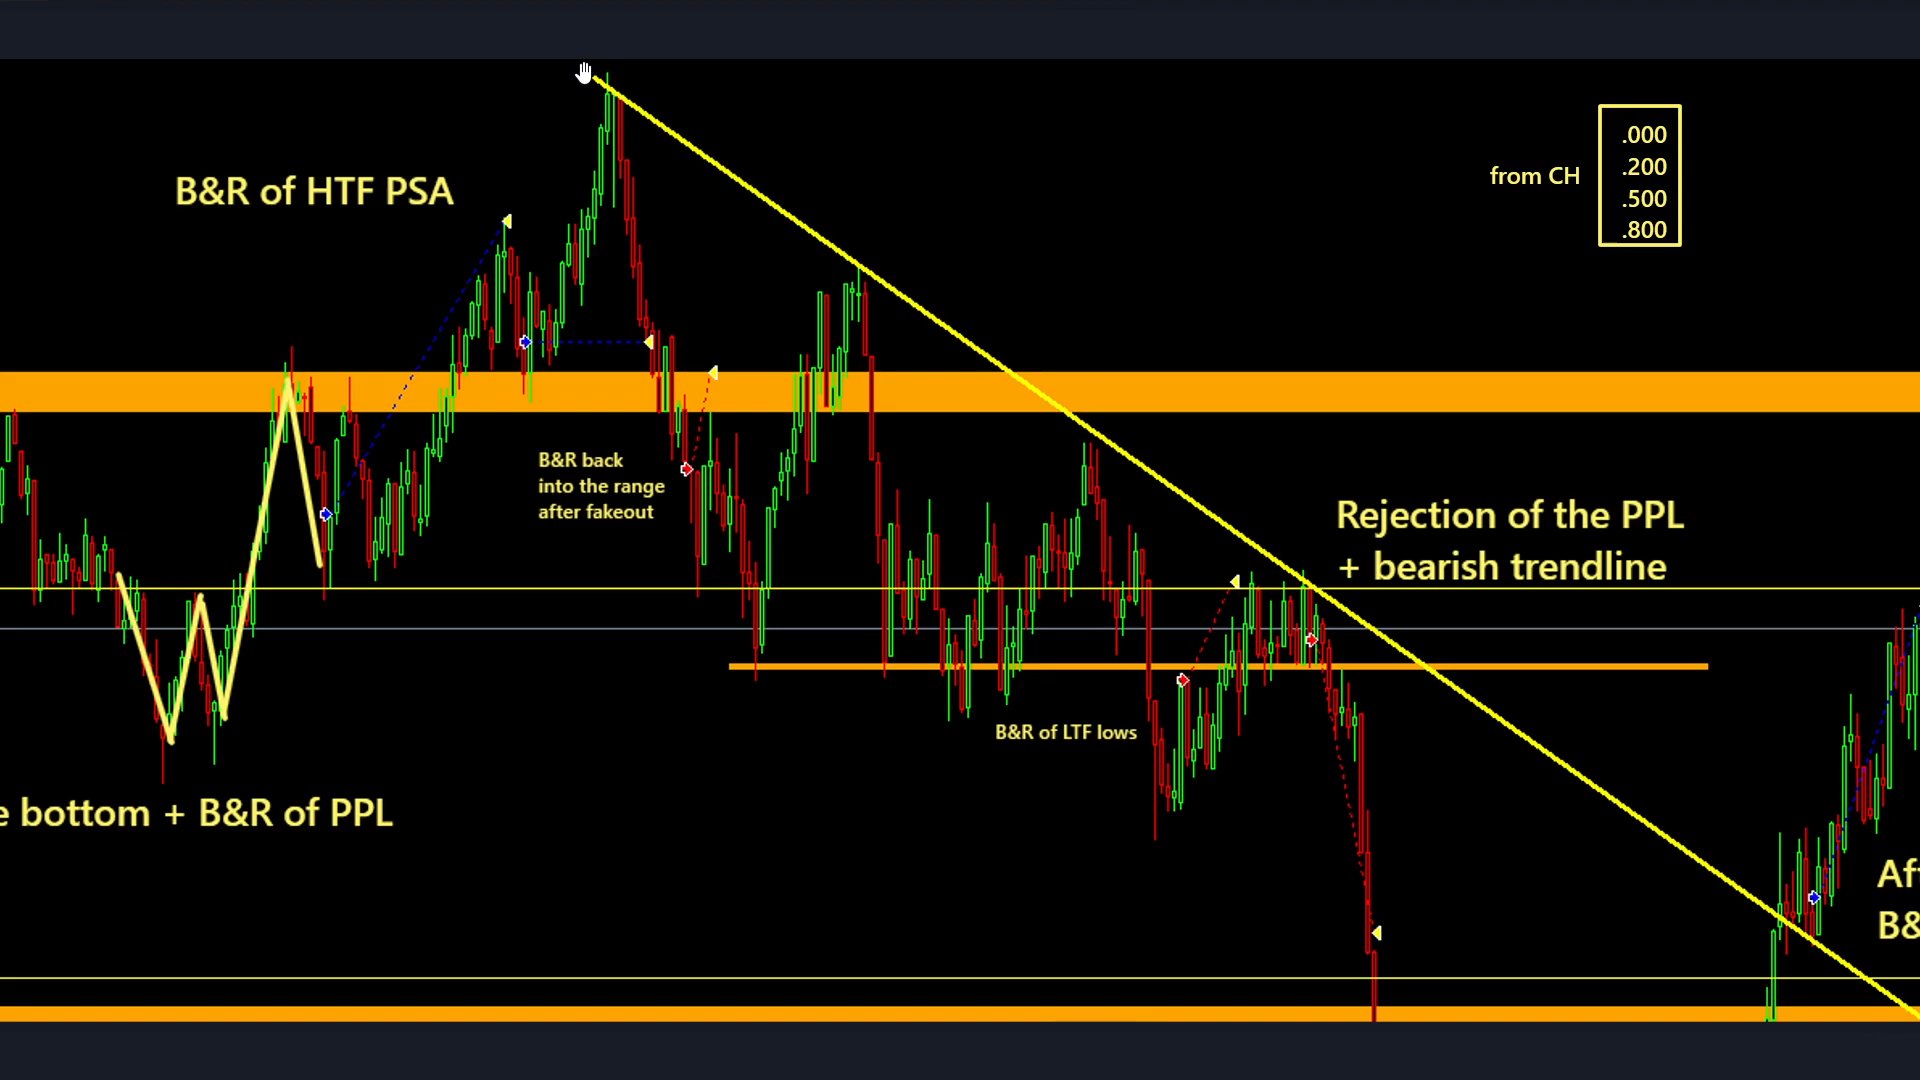 B&R of HTF PSA
from CH
.000
.200
.500
.800
B&R back
into the range
after fakeout
Rejection of the PPL
+ bearish trendline
B&R of LTF lows
e bottom + B&R of PPL
Af
B&